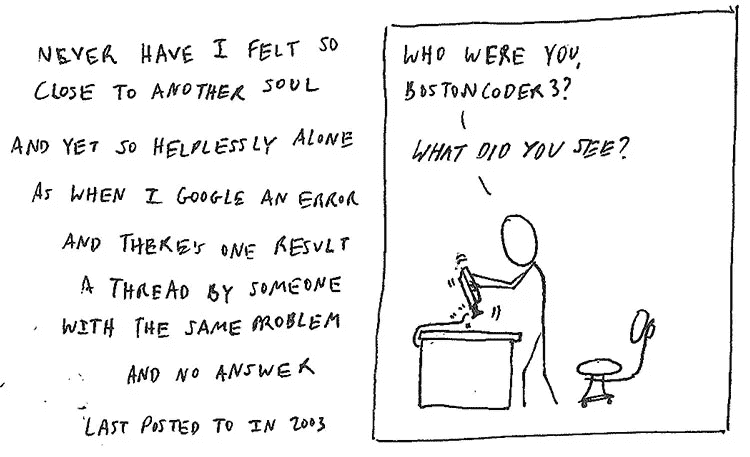 NEVER HAVE I FELT SO
CLOSE TO ANOTHER SOUL
AND YET SO HELPLESSLY ALONE
AS WHEN I GOOGLE AN ERROR
AND THERE'S ONE RESULT
A THREAD BY SOMEONE
WITH THE SAME PROBLEM
AND NO ANSWER
LAST POSTED TO IN 2003
WHO WERE YOU,
BOSTONCODER3?
WHAT DID YOU SEE?